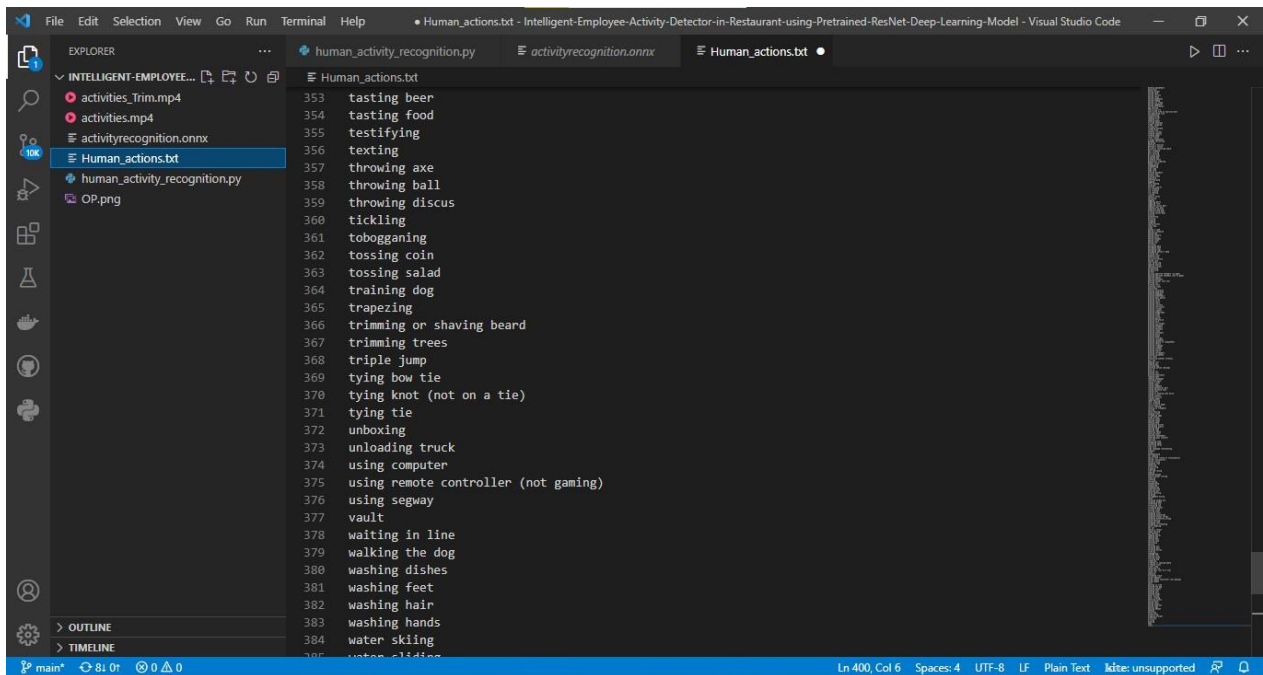 File Edit Selection View Go Run Terminal Help
● Human_actions.txt - Intelligent-Employee-Activity-Detector-in-Restaurant-using-Pretrained-ResNet-Deep-Learning-Model - Visual Studio Code
EXPLORER
human_activity_recognition.py
activityrecognition.onnx
Human_actions.txt ●
INTELLIGENT-EMPLOYEE...
Human_actions.txt
activities_Trim.mp4
activities.mp4
activityrecognition.onnx
Human_actions.txt
human_activity_recognition.py
OP.png
1
10K
353 tasting beer
354 tasting food
355 testifying
356 texting
357 throwing axe
358 throwing ball
359 throwing discus
360 tickling
361 tobogganing
362 tossing coin
363 tossing salad
364 training dog
365 trapezing
366 trimming or shaving beard
367 trimming trees
368 triple jump
369 tying bow tie
370 tying knot (not on a tie)
371 tying tie
372 unboxing
373 unloading truck
374 using computer
375 using remote controller (not gaming)
376 using segway
377 vault
378 waiting in line
379 walking the dog
380 washing dishes
381 washing feet
382 washing hair
383 washing hands
384 water skiing
OUTLINE
TIMELINE
main* 8↓ 0↑ 0 0
Ln 400, Col 6 Spaces: 4 UTF-8 LF Plain Text kite: unsupported